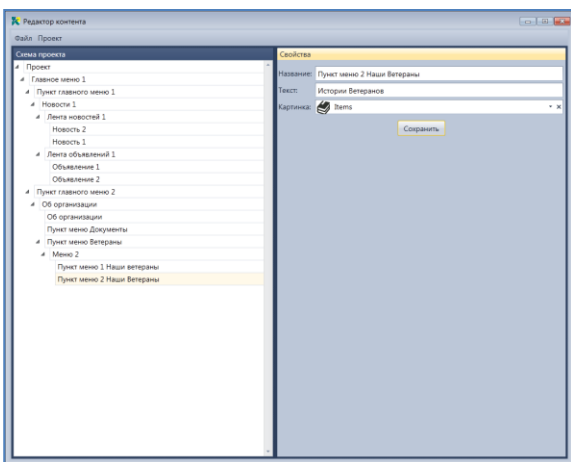 Редактор контента
Файл Проект
Схема проекта
Проект
Главное меню 1
Пункт главного меню 1
Новости 1
Лента новостей 1
Новость 2
Новость 1
Лента объявлений 1
Объявление 1
Объявление 2
Пункт главного меню 2
Об организации
Об организации
Пункт меню Документы
Пункт меню Ветераны
Меню 2
Пункт меню 1 Наши ветераны
Пункт меню 2 Наши Ветераны
Свойства
Название: Пункт меню 2 Наши Ветераны
Текст: Истории Ветеранов
Картинка: Items
Сохранить